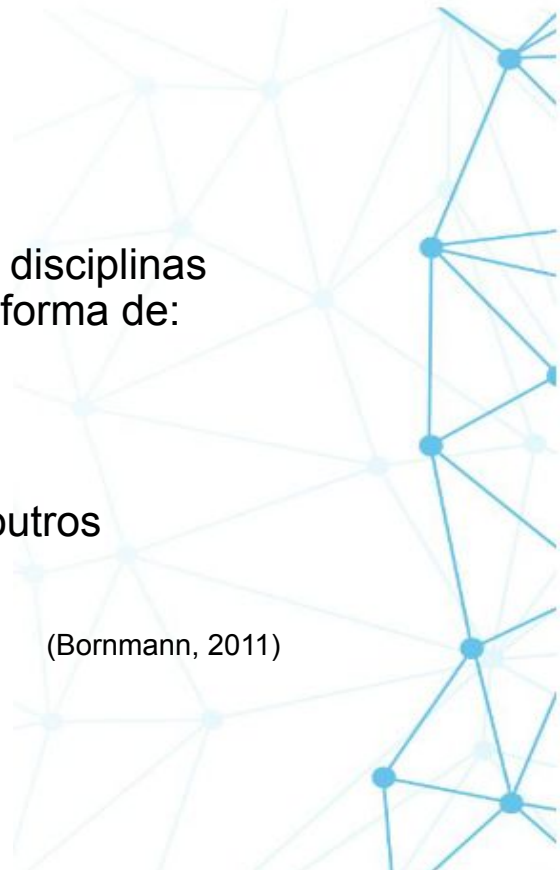 disciplinas
forma de:
outros
(Bornmann, 2011)